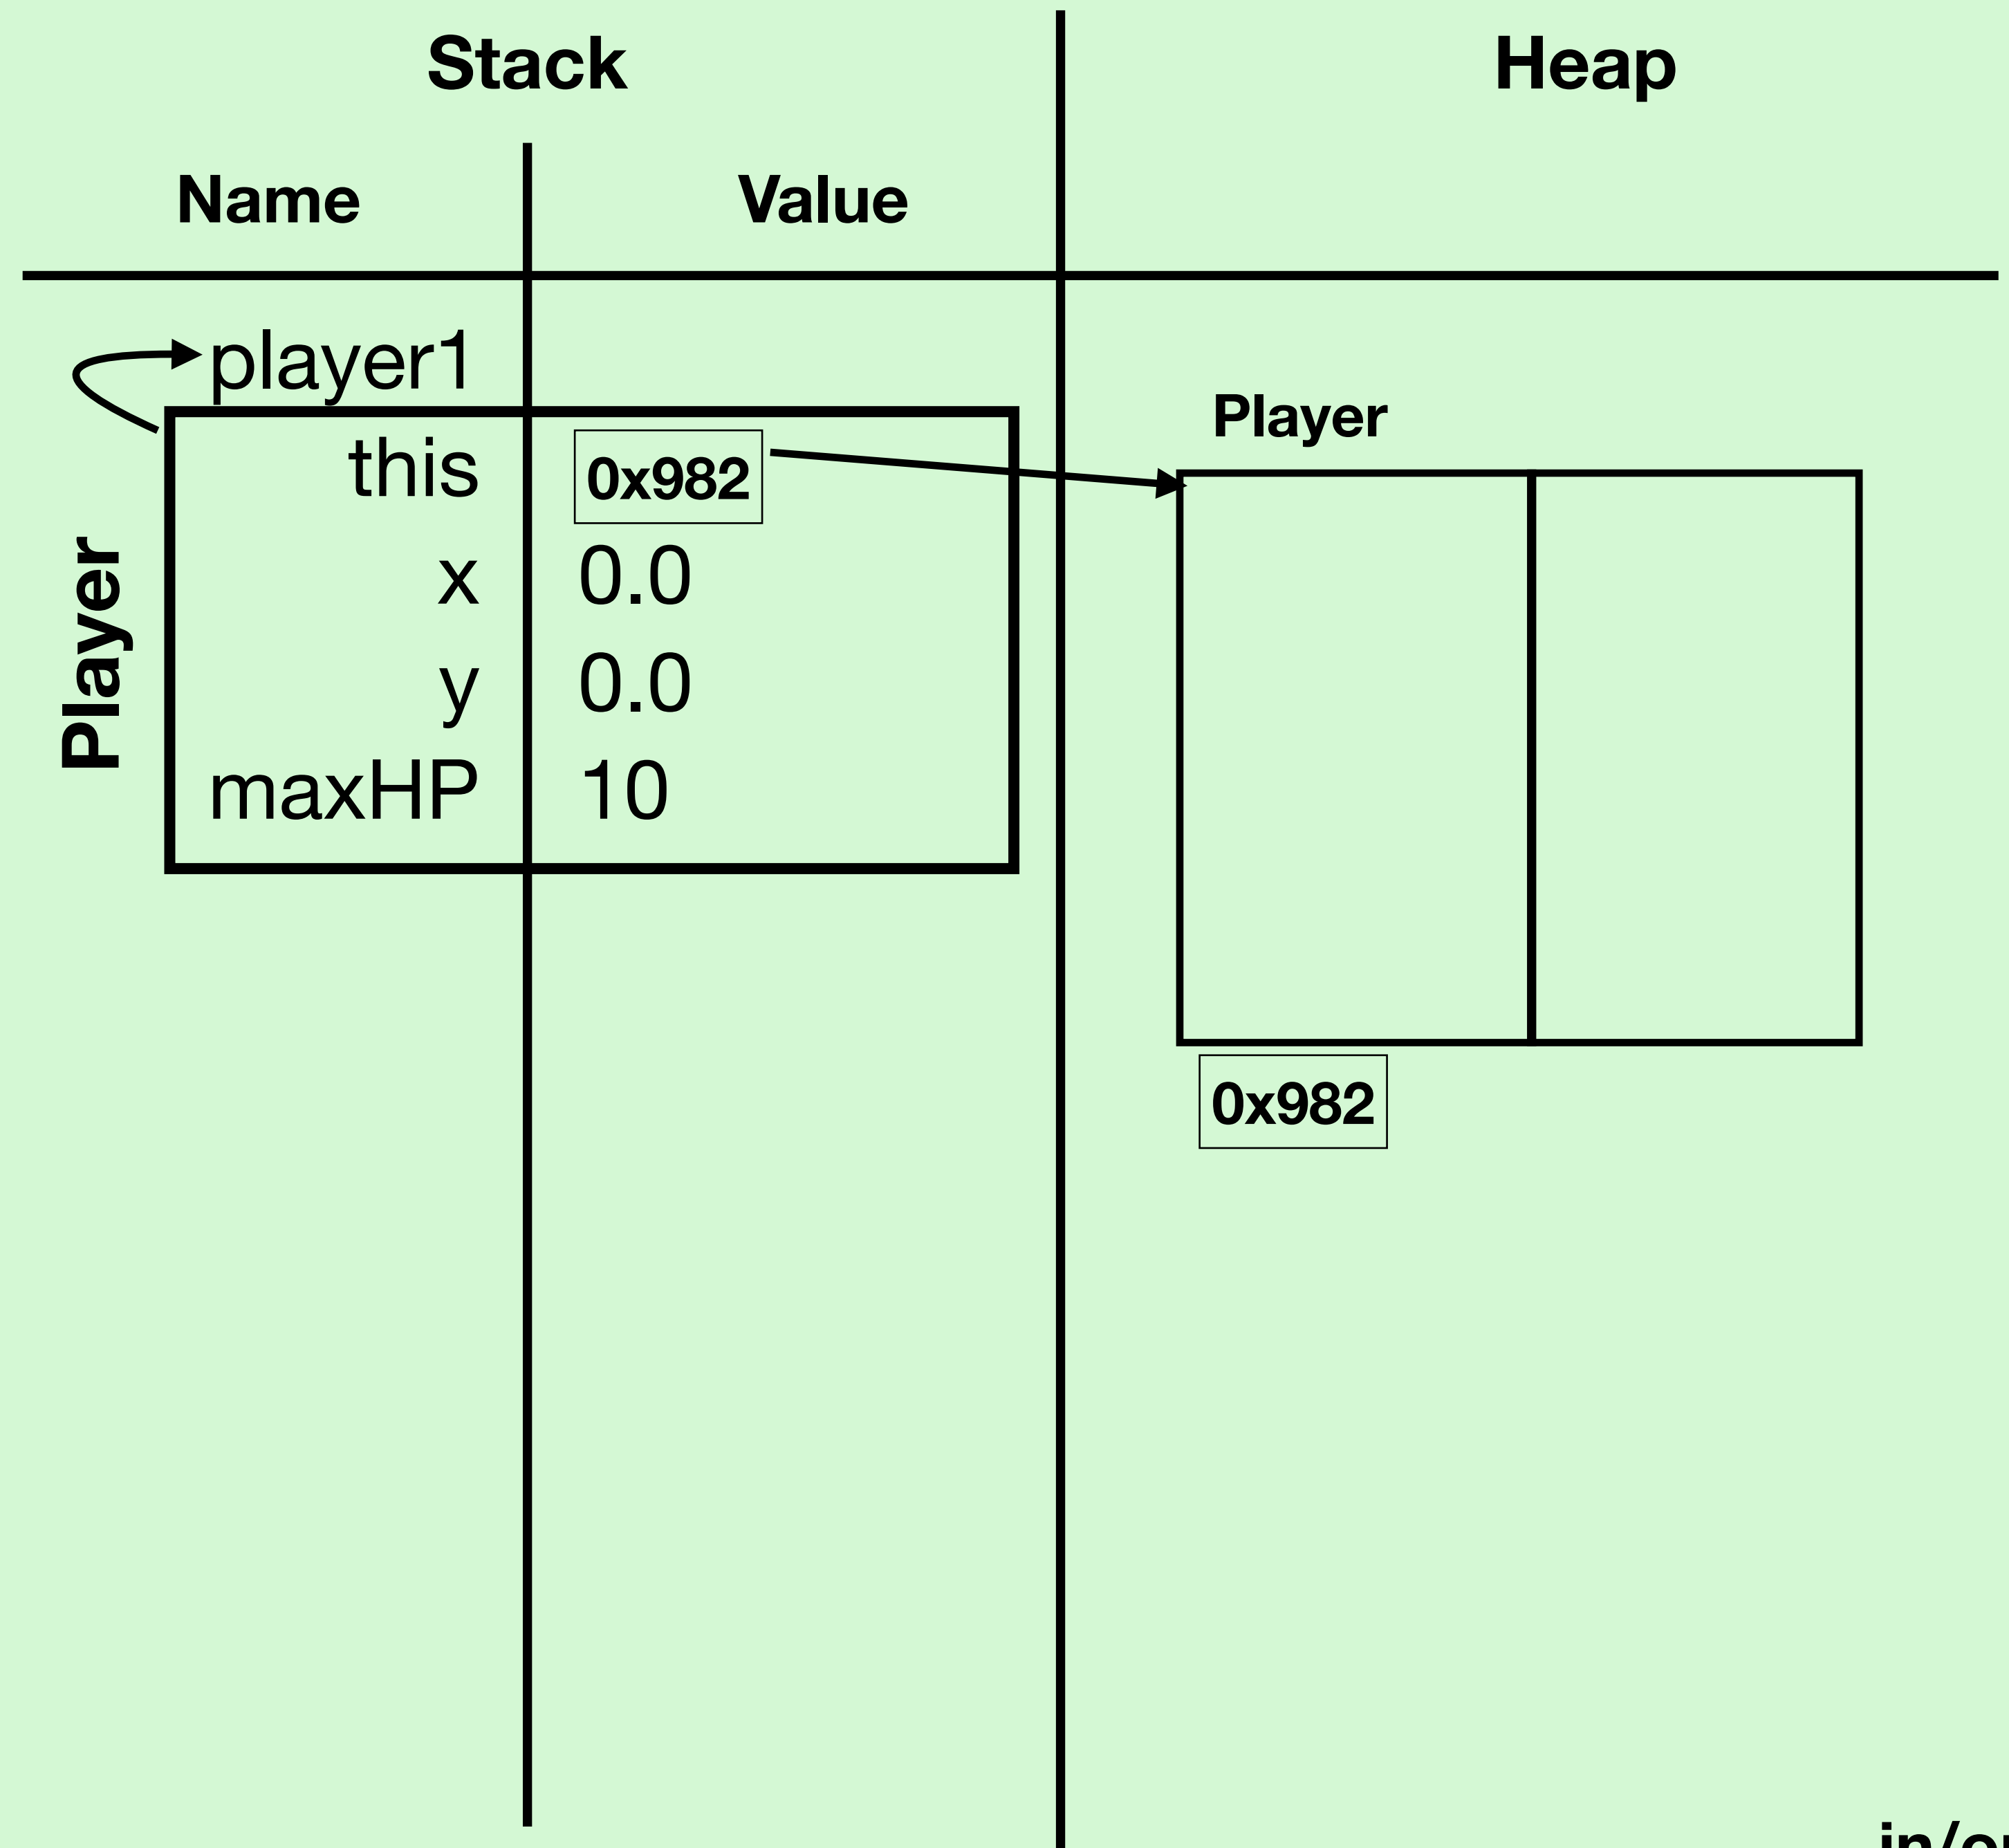 Stack
Heap
Name
Value
player1
Player
this
0x982
Player
x
0.0
y
0.0
maxHP
10
0x982